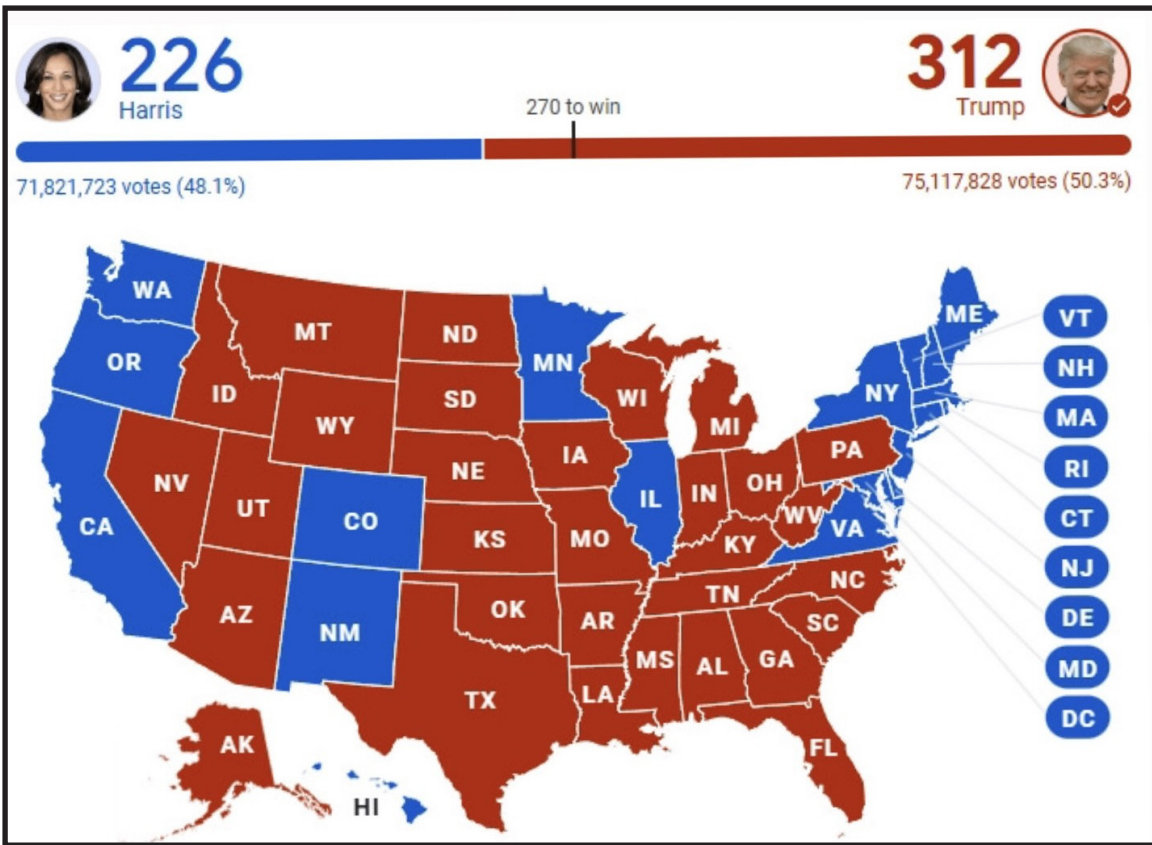 226
Harris
312
Trump
270 to win
71,821,723 votes (48.1%)
75,117,828 votes (50.3%)
WA
MT
ND
MN
ME
VT
OR
ID
SD
WI
NH
WY
MI
NY
MA
NV
UT
NE
IA
PA
RI
CA
CO
KS
IL
IN
OH
WV
VA
CT
MO
KY
NJ
AZ
NM
OK
AR
TN
NC
DE
MS
AL
GA
SC
MD
TX
LA
DC
AK
HI
FL